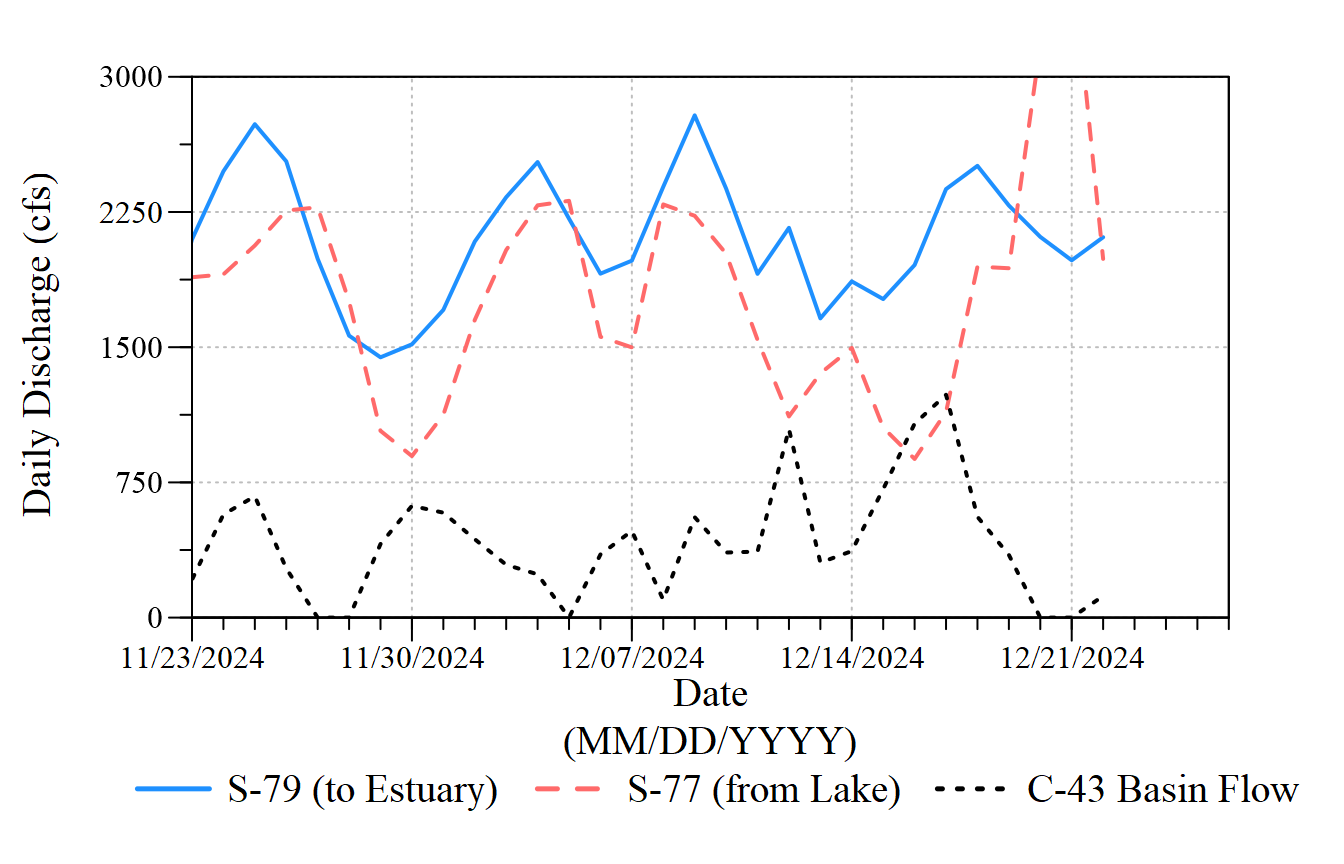 3000
2250
1500
750
0
Daily Discharge (cfs)
11/23/2024 11/30/2024 12/07/2024 12/14/2024 12/21/2024
Date
(MM/DD/YYYY)
S-79 (to Estuary) S-77 (from Lake) C-43 Basin Flow